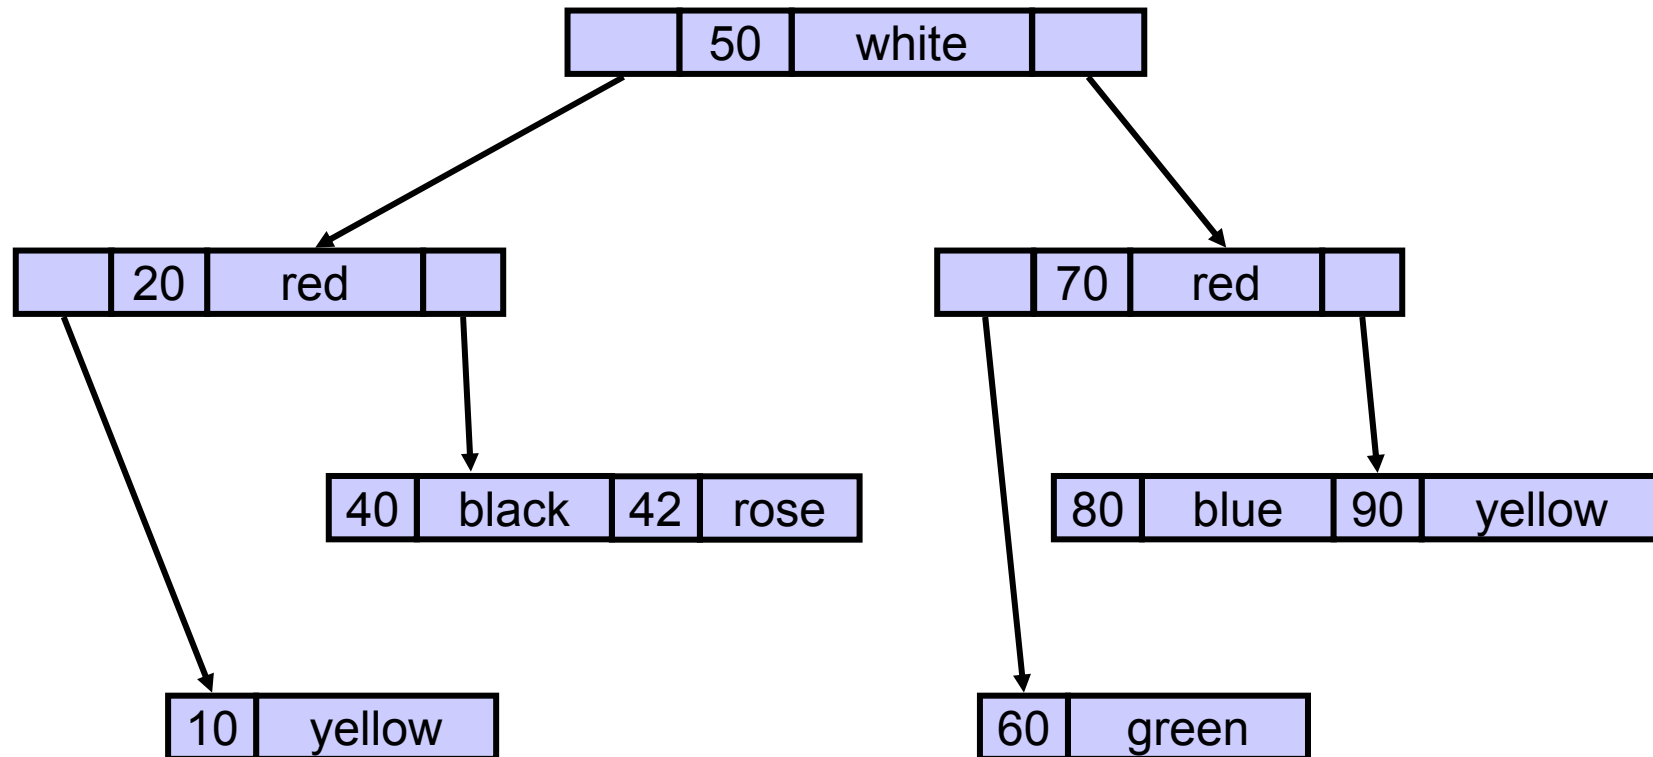 50 white
20 red
70 red
40 black 42 rose
80 blue 90 yellow
10 yellow
60 green